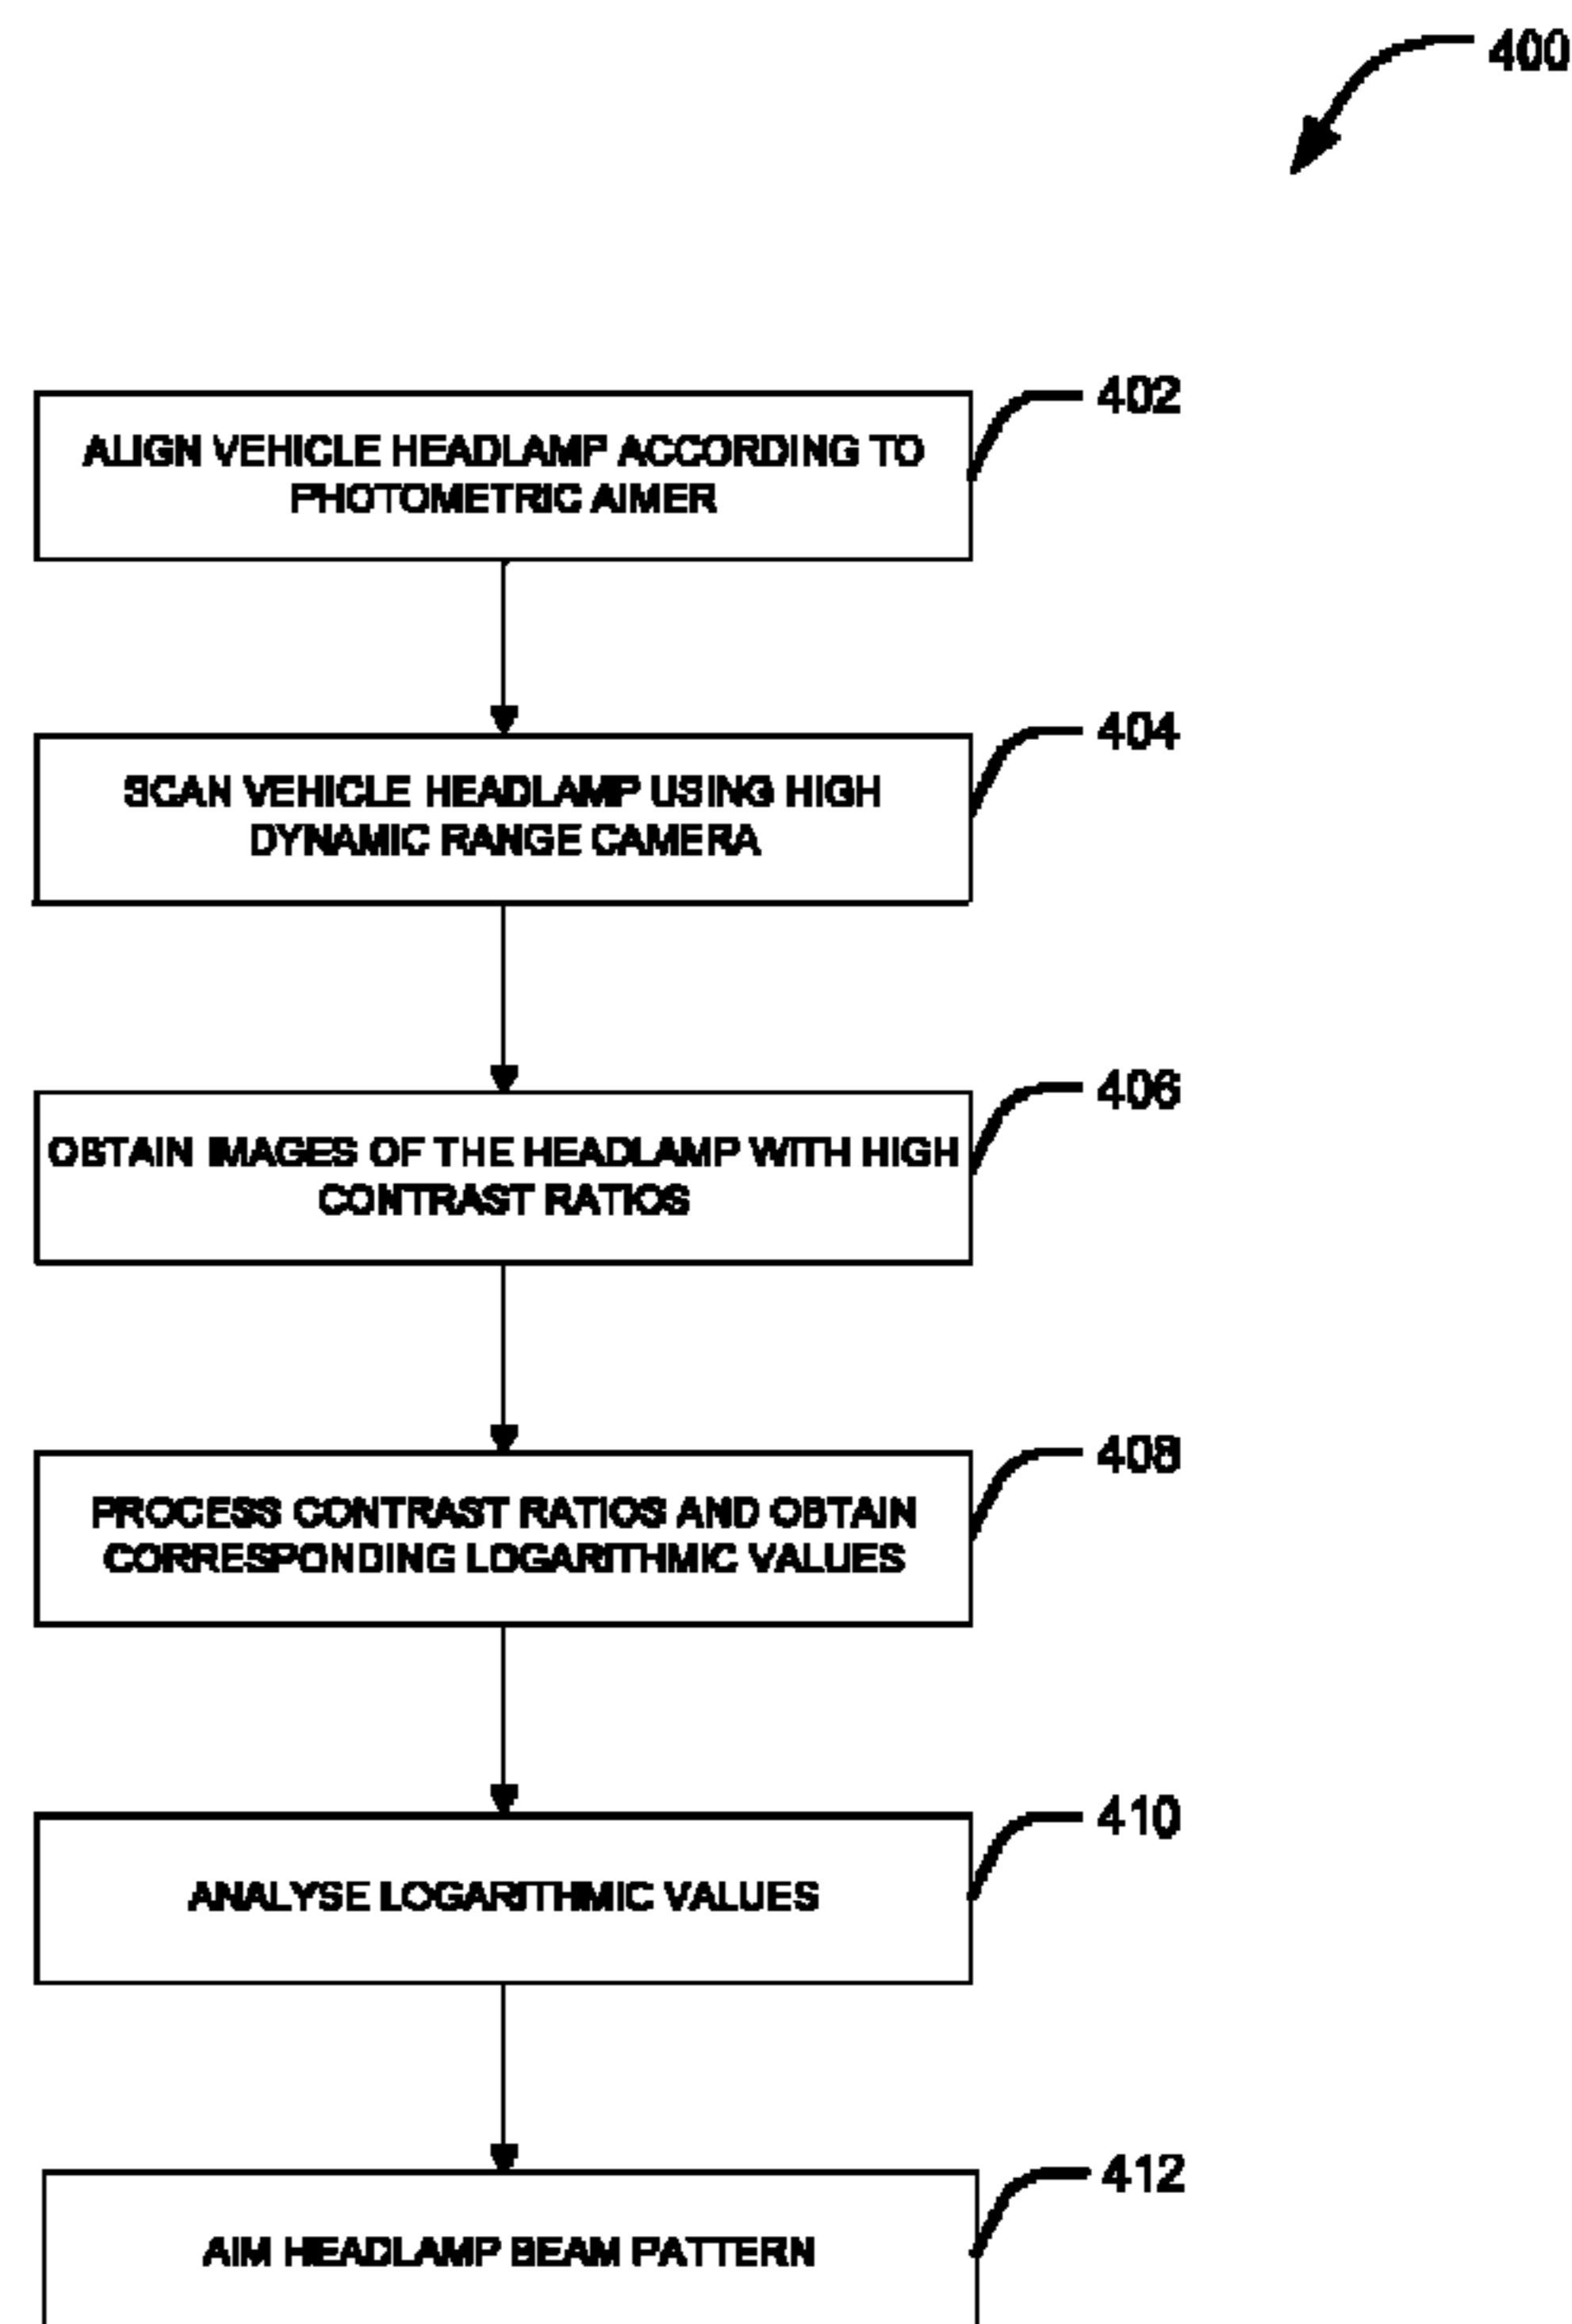 400
402
ALIGN VEHICLE HEADLAMP ACCORDING TO
PHOTOMETRIC AIMER
404
SCAN VEHICLE HEADLAMP USING HIGH
DYNAMIC RANGE CAMERA
406
OBTAIN IMAGES OF THE HEADLAMP WITH HIGH
CONTRAST RATIOS
408
PROCESS CONTRAST RATIOS AND OBTAIN
CORRESPONDING LOGARITHMIC VALUES
410
ANALYSE LOGARITHMIC VALUES
412
AIM HEADLAMP BEAM PATTERN